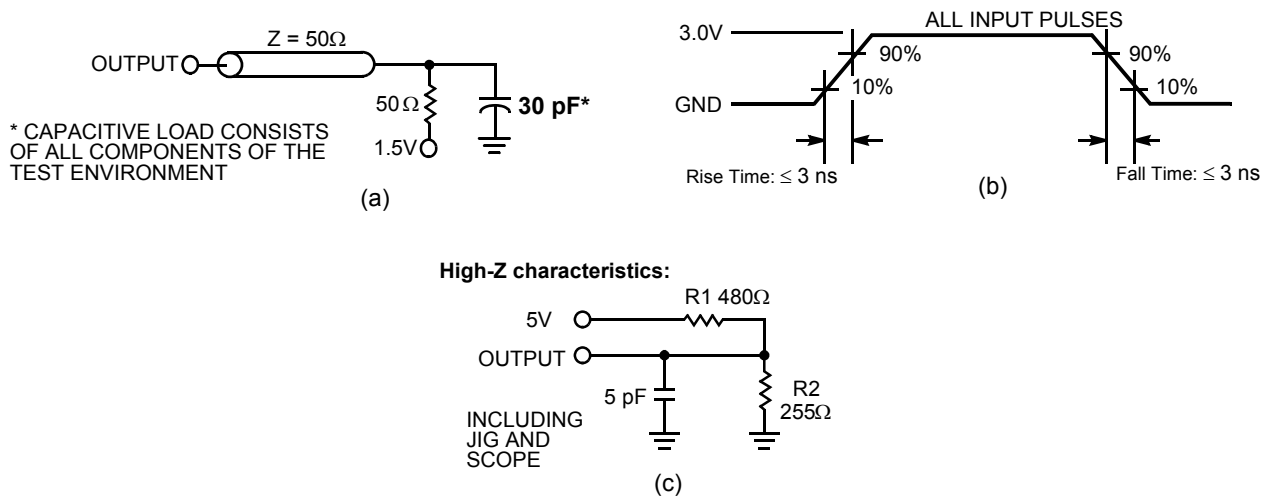 Z = 50Ω
OUTPUT
50Ω
30 pF*
1.5V
* CAPACITIVE LOAD CONSISTS
OF ALL COMPONENTS OF THE
TEST ENVIRONMENT
(a)
ALL INPUT PULSES
3.0V
90%
90%
10%
10%
GND
Rise Time: ≤ 3 ns
Fall Time: ≤ 3 ns
(b)
High-Z characteristics:
R1 480Ω
5V
OUTPUT
5 pF
R2
255Ω
INCLUDING
JIG AND
SCOPE
(c)